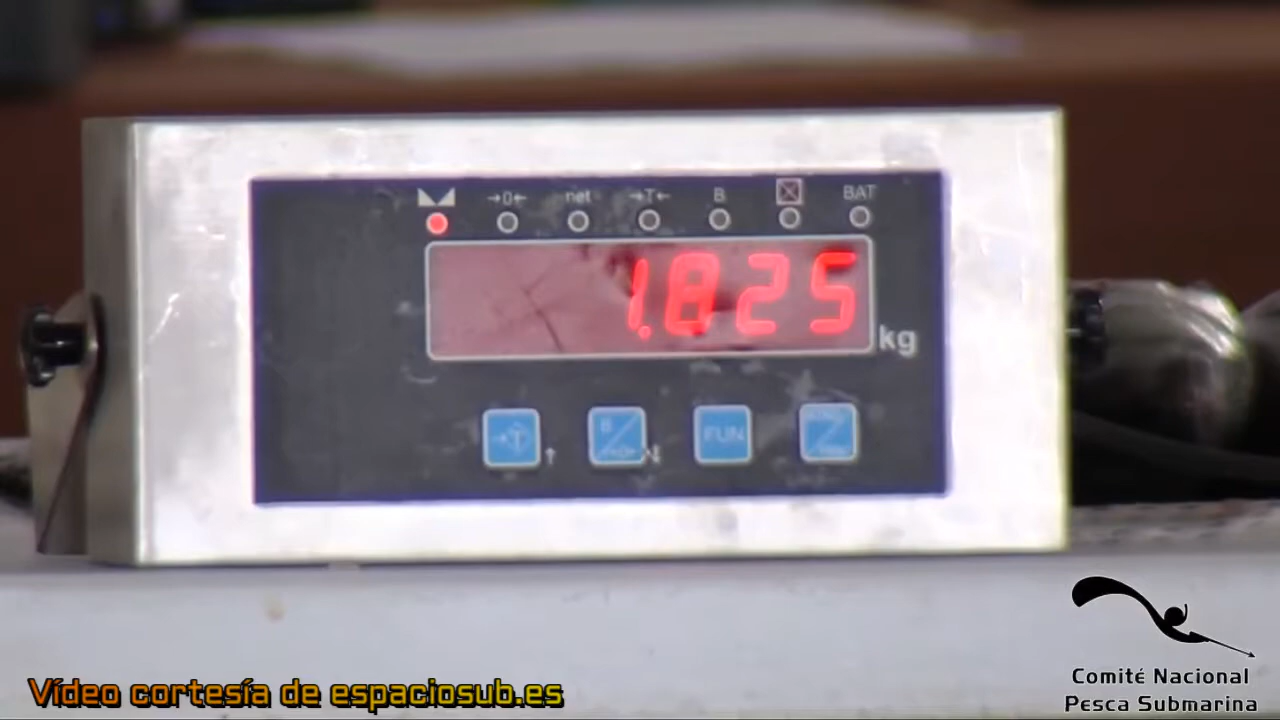 →0← net →T← B BAT
1.825
kg
FUN
Vídeo cortesía de espaciosub.es
Comité Nacional
Pesca Submarina